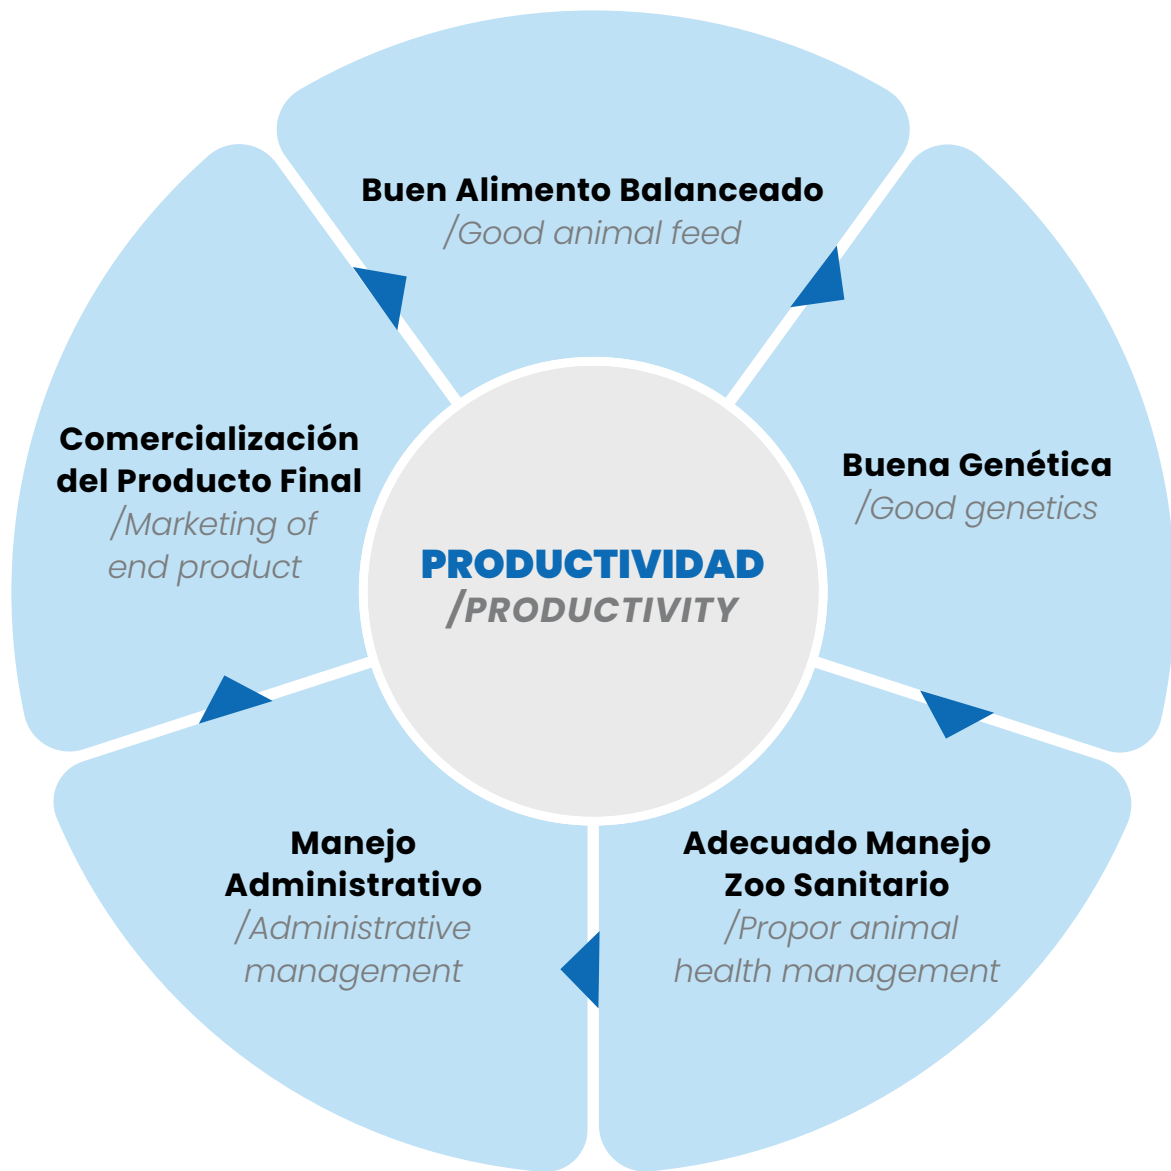 Buen Alimento Balanceado
/Good animal feed
Comercialización
del Producto Final
/Marketing of
end product
Buena Genética
/Good genetics
PRODUCTIVIDAD
/PRODUCTIVITY
Manejo
Administrativo
/Administrative
management
Adecuado Manejo
Zoo Sanitario
/Propor animal
health management